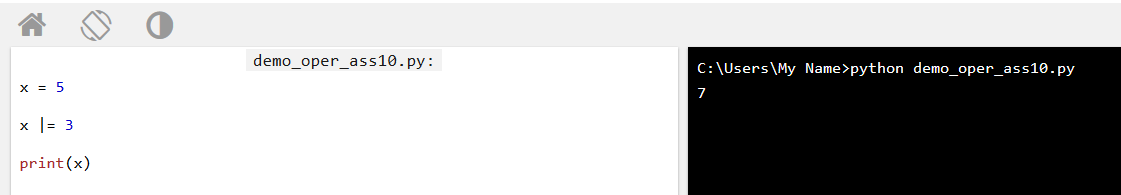 demo_oper_ass10.py:
x = 5
x |= 3
print(x)
C:\Users\My Name>python demo_oper_ass10.py
7